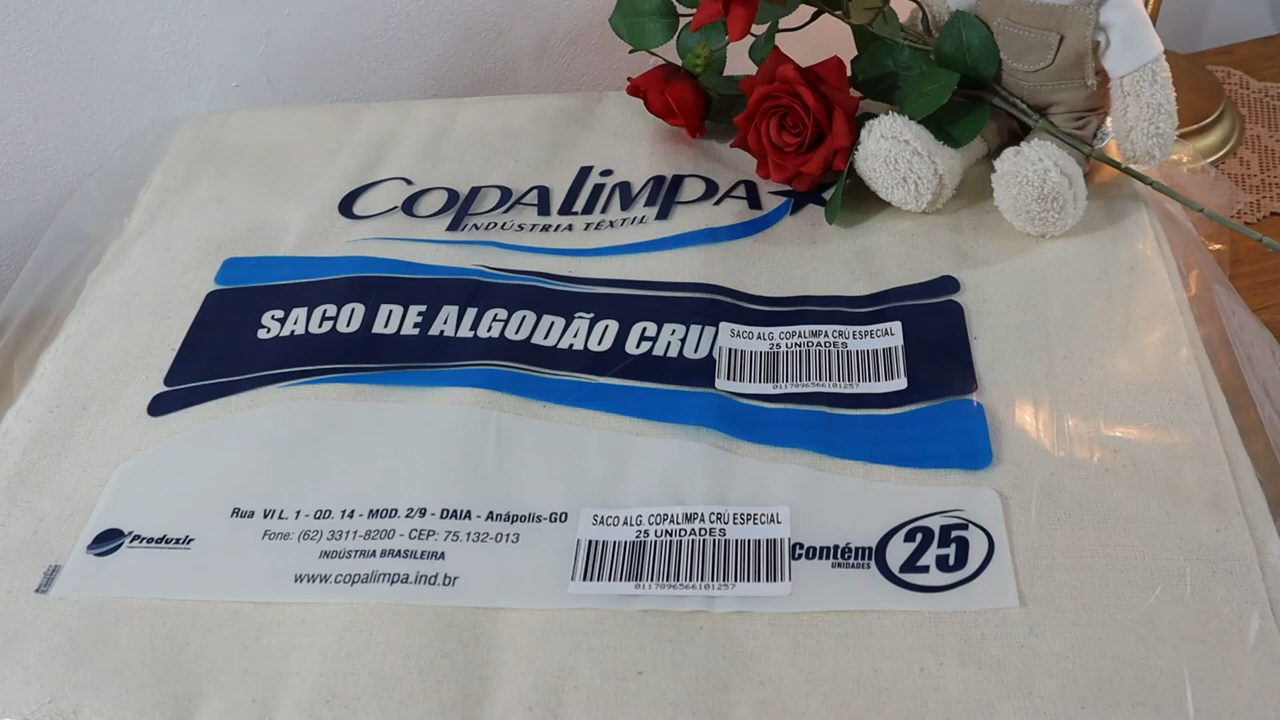 COPALIMPA
INDÚSTRIA TÊXTIL
SACO DE ALGODÃO CRU
SACO ALG. COPALIMPA CRÚ ESPECIAL
25 UNIDADES
0117896566101257
Rua VI L. 1 - QD. 14 - MOD. 2/9 - DAIA - Anápolis-GO
Fone: (62) 3311-8200 - CEP: 75.132-013
INDÚSTRIA BRASILEIRA
www.copalimpa.ind.br
Produzir
SACO ALG. COPALIMPA CRÚ ESPECIAL
25 UNIDADES
0117896566101257
Contém 25
UNIDADES